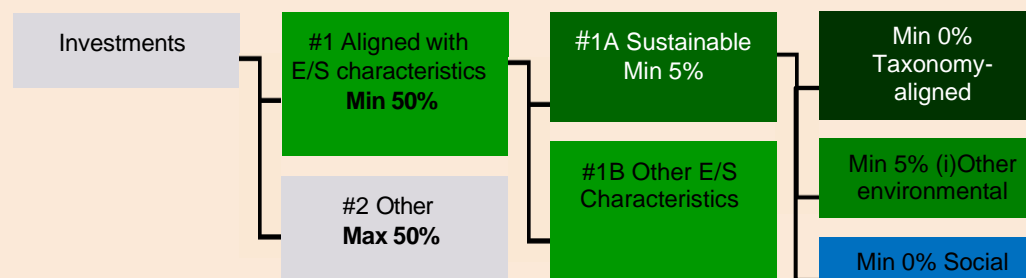 Investments
#1 Aligned with
E/S characteristics
Min 50%
#2 Other
Max 50%
#1A Sustainable
Min 5%
#1B Other E/S
Characteristics
Min 0%
Taxonomy-
aligned
Min 5% (i)Other
environmental
Min 0% Social